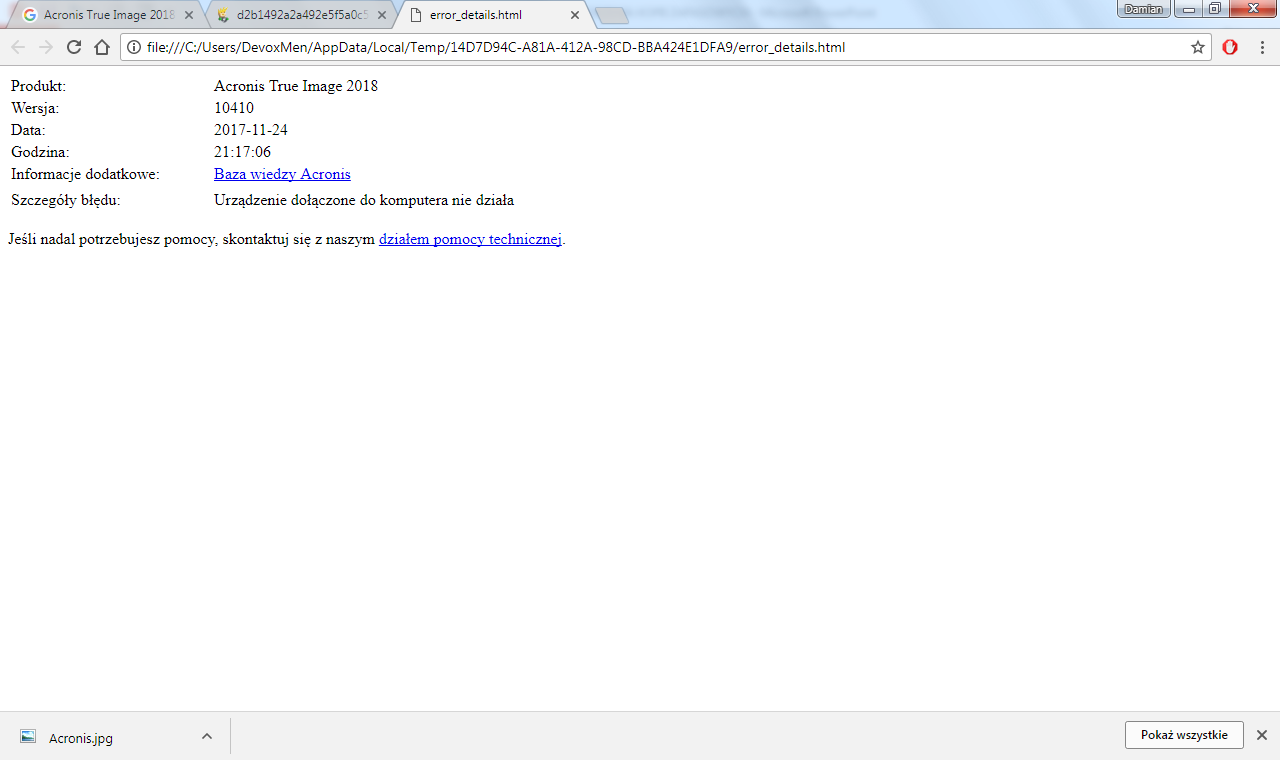 Acronis True Image 2018
d2b1492a2a492e5f5a0c5
error_details.html
Damian
file:///C:/Users/DevoxMen/AppData/Local/Temp/14D7D94C-A81A-412A-98CD-BBA424E1DFA9/error_details.html
Produkt: Acronis True Image 2018
Wersja: 10410
Data: 2017-11-24
Godzina: 21:17:06
Informacje dodatkowe: Baza wiedzy Acronis
Szczegóły błędu: Urządzenie dołączone do komputera nie działa
Jeśli nadal potrzebujesz pomocy, skontaktuj się z naszym działem pomocy technicznej.
Acronis.jpg
Pokaż wszystkie